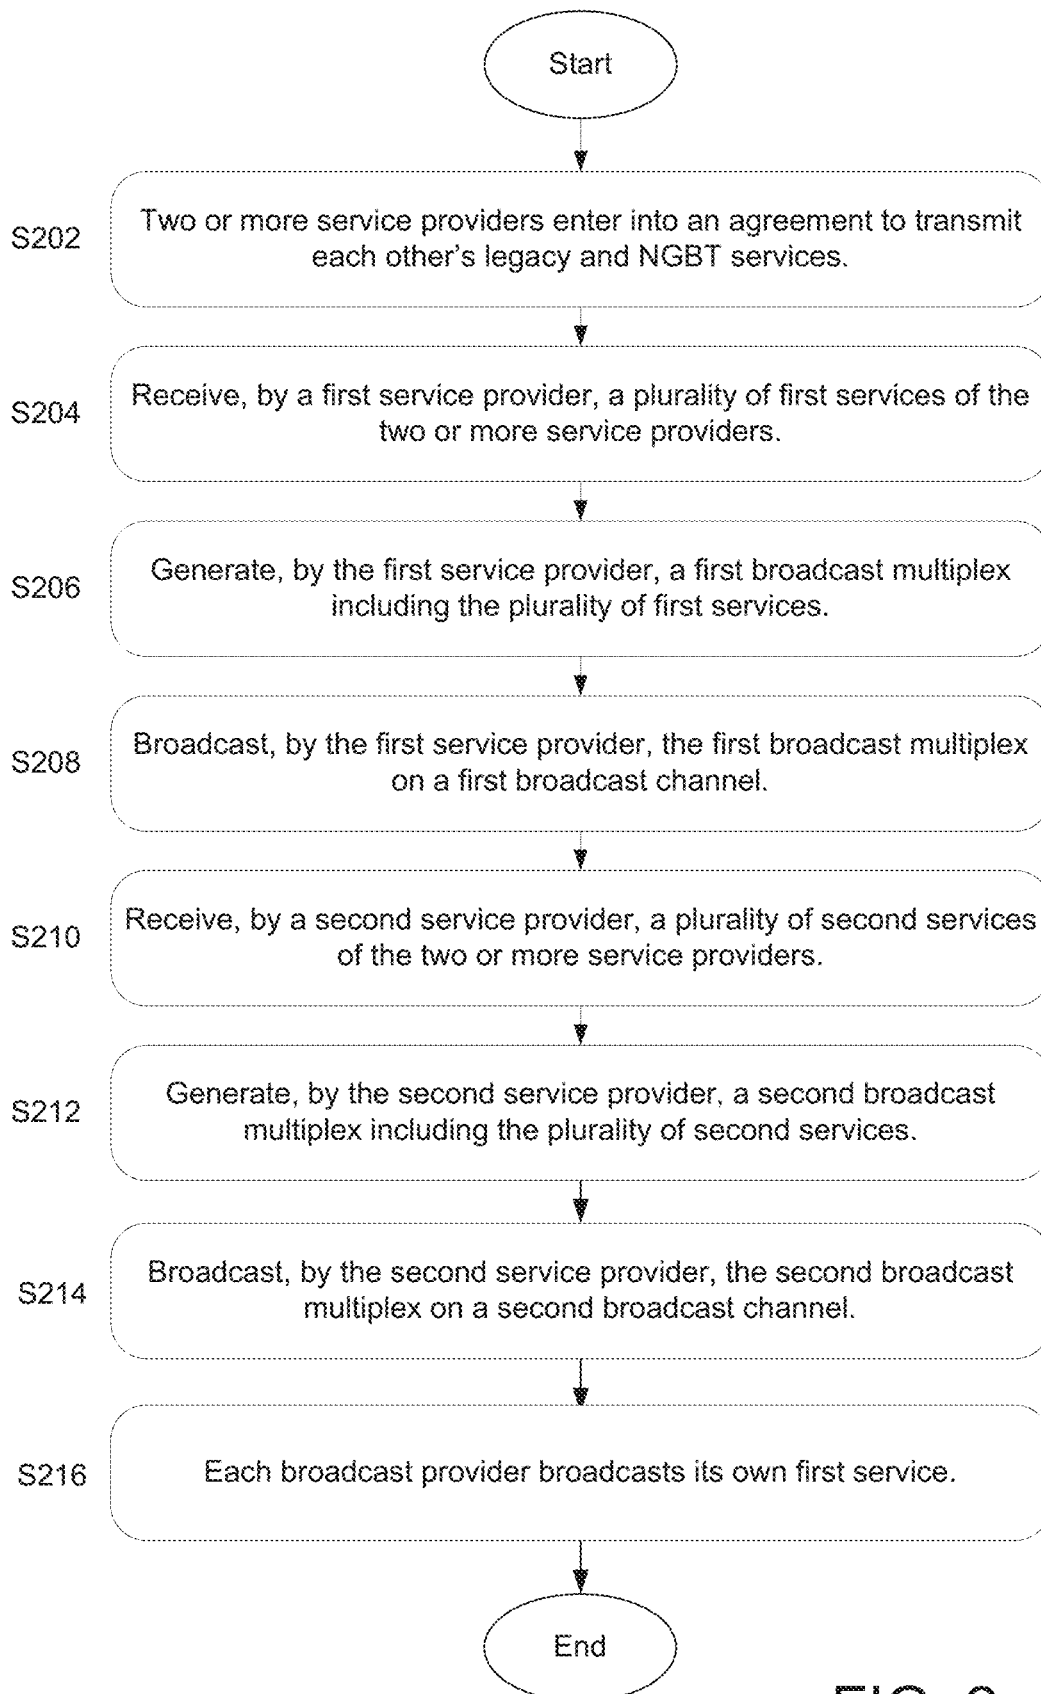 Start
S202
Two or more service providers enter into an agreement to transmit
each other's legacy and NGBT services.
S204
Receive, by a first service provider, a plurality of first services of the
two or more service providers.
S206
Generate, by the first service provider, a first broadcast multiplex
including the plurality of first services.
S208
Broadcast, by the first service provider, the first broadcast multiplex
on a first broadcast channel.
S210
Receive, by a second service provider, a plurality of second services
of the two or more service providers.
S212
Generate, by the second service provider, a second broadcast
multiplex including the plurality of second services.
S214
Broadcast, by the second service provider, the second broadcast
multiplex on a second broadcast channel.
S216
Each broadcast provider broadcasts its own first service.
End
FIG.